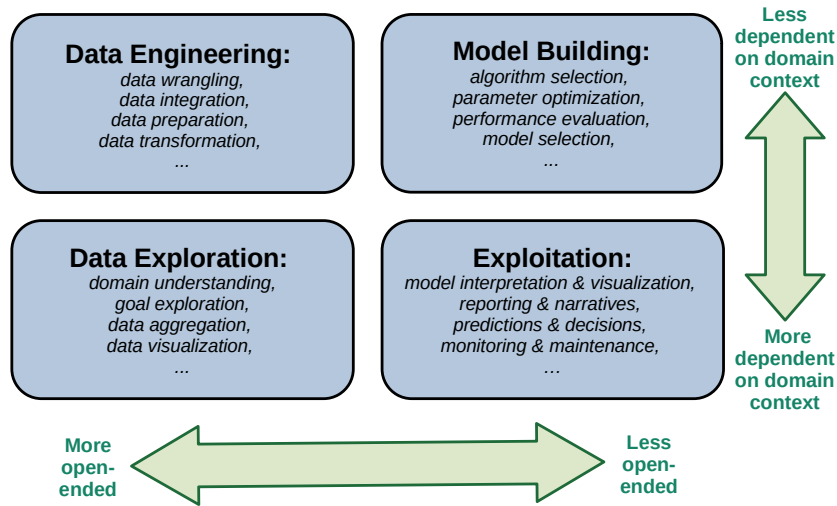 Data Engineering:
data wrangling,
data integration,
data preparation,
data transformation,
...
Model Building:
algorithm selection,
parameter optimization,
performance evaluation,
model selection,
...
Less
dependent
on domain
context
Data Exploration:
domain understanding,
goal exploration,
data aggregation,
data visualization,
...
Exploitation:
model interpretation & visualization,
reporting & narratives,
predictions & decisions,
monitoring & maintenance,
…
More
dependent
on domain
context
More
open-
ended
Less
open-
ended